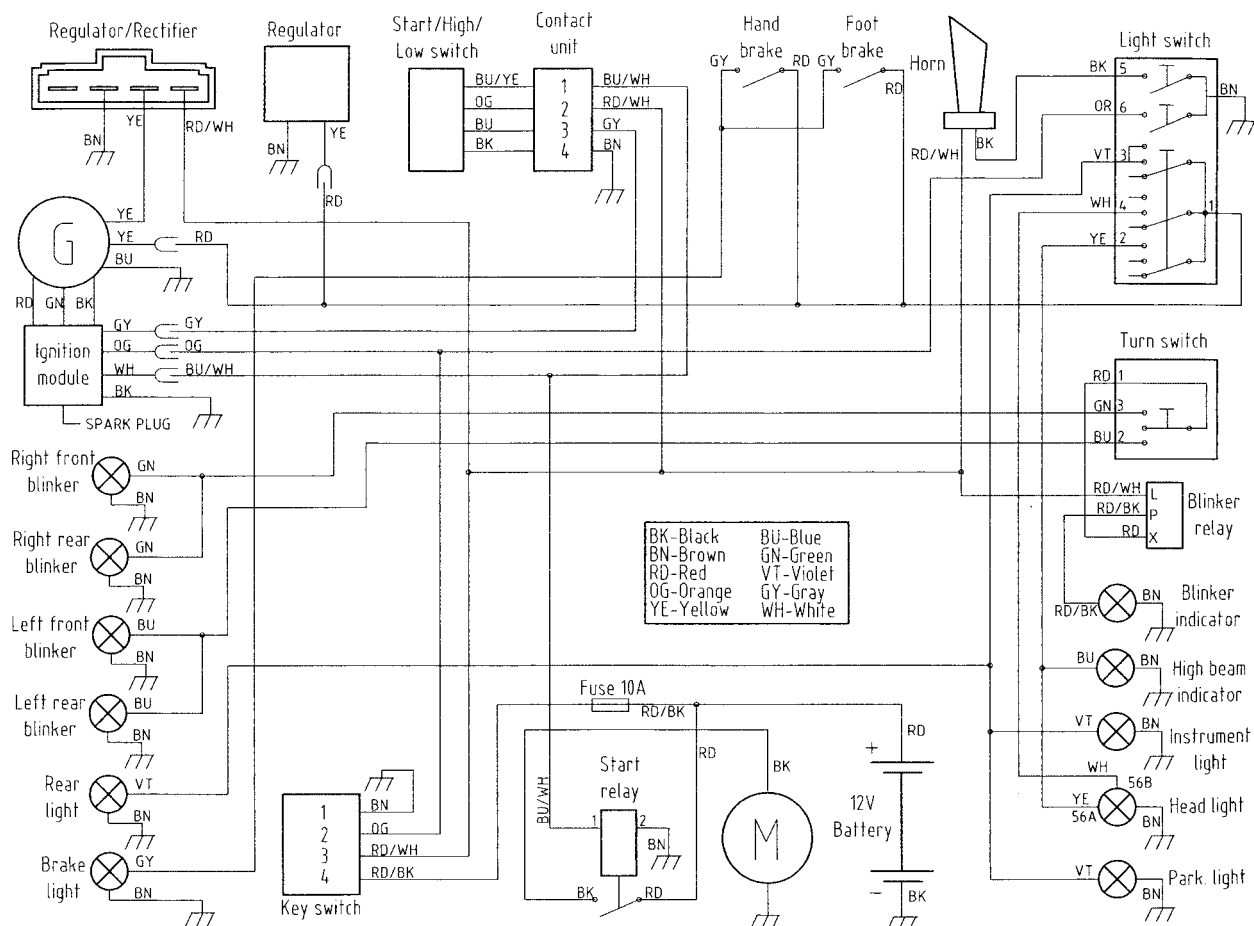 Regulator/Rectifier
Regulator
Start/High/
Low switch
Contact
unit
Hand
brake
Foot
brake
Horn
Light switch
BU/YE
OG
BU
BK
1
2
3
4
BU/WH
RD/WH
GY
BN
GY
RD
GY
RD
BK
5
OR
6
BN
VT
3
WH
4
1
YE
2
YE
BN
RD/WH
BN
YE
RD
RD/WH
BK
G
YE
YE
RD
BU
RD
GN
BK
Ignition
module
GY
GY
OG
OG
WH
BU/WH
BK
SPARK PLUG
Turn switch
RD
1
GN
3
BU
2
Right front
blinker
GN
BN
Right rear
blinker
GN
BN
Left front
blinker
BU
BN
Left rear
blinker
BU
BN
Rear
light
VT
BN
Brake
light
GY
BN
BK-Black
BU-Blue
BN-Brown
GN-Green
RD-Red
VT-Violet
OG-Orange
GY-Gray
YE-Yellow
WH-White
RD/WH
L
RD/BK
P
RD
X
Blinker
relay
RD/BK
BN
Blinker
indicator
BU
BN
High beam
indicator
VT
BN
Instrument
light
WH
56B
YE
56A
BN
Head light
VT
BN
Park. light
Fuse 10A
RD/BK
RD
BU/WH
Start
relay
1
2
BN
BK
RD
BK
M
12V
Battery
+
RD
-
BK
1
2
3
4
BN
OG
RD/WH
RD/BK
Key switch